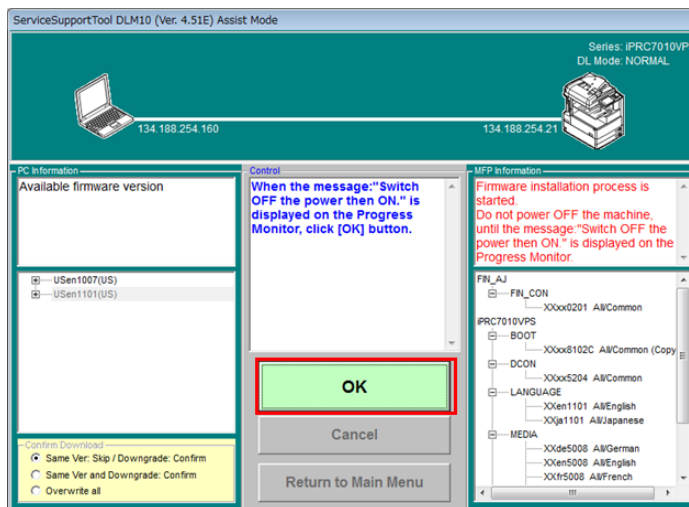 ServiceSupportTool DLM10 (Ver. 4.51E) Assist Mode
Series: iPRC7010VP
DL Mode: NORMAL
134.188.254.160
134.188.254.21
PC Information
Available firmware version
USen1007(US)
USen1101(US)
Confirm Download
Same Ver: Skip / Downgrade: Confirm
Same Ver and Downgrade: Confirm
Overwrite all
Control
When the message:"Switch
OFF the power then ON." is
displayed on the Progress
Monitor, click [OK] button.
OK
Cancel
Return to Main Menu
MFP Information
Firmware installation process is
started.
Do not power OFF the machine,
until the message:"Switch OFF the
power then ON." is displayed on the
Progress Monitor.
FIN_AJ
FIN_CON
XXxx0201 All/Common
iPRC7010VPS
BOOT
XXxx8102C All/Common (Copy
DCON
XXxx5204 All/Common
LANGUAGE
XXen1101 All/English
XXja1101 All/Japanese
MEDIA
XXde5008 All/German
XXen5008 All/English
XXfr5008 All/French